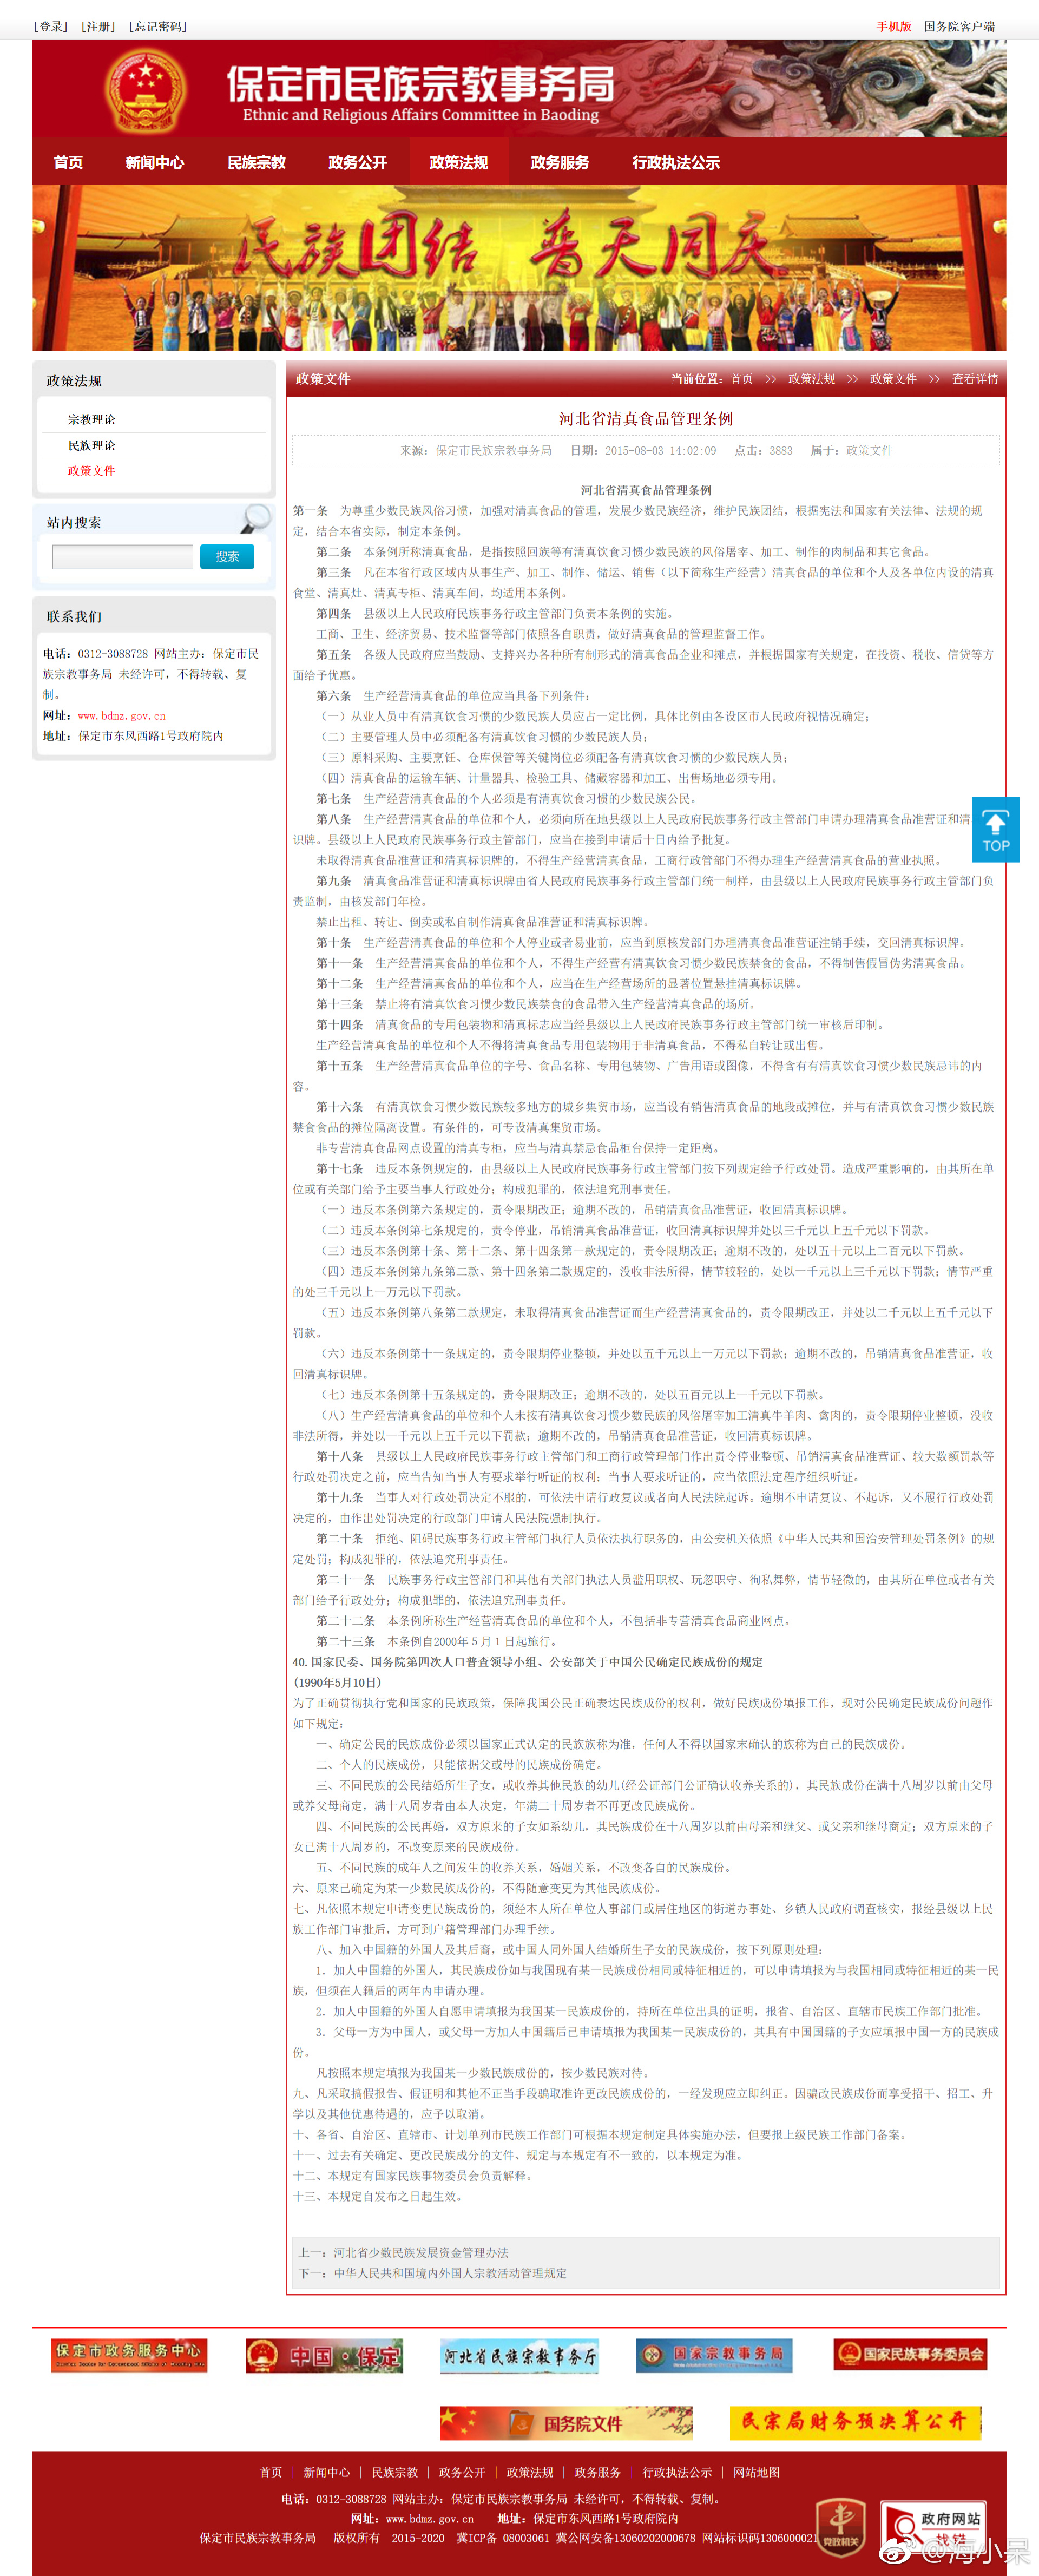 [登录] [注册] [忘记密码]
手机版 国务院客户端
保定市民族宗教事务局
Ethnic and Religious Affairs Committee in Baoding
首页 新闻中心 民族宗教 政务公开 政策法规 政务服务 行政执法公示
民族团结 普天同庆
政策法规
宗教理论
民族理论
政策文件
站内搜索
搜索
联系我们
电话：0312-3088728 网站主办：保定市民
族宗教事务局 未经许可，不得转载、复
制。
网址：www.bdmz.gov.cn
地址：保定市东风西路1号政府院内
政策文件
当前位置：首页 >> 政策法规 >> 政策文件 >> 查看详情
河北省清真食品管理条例
来源：保定市民族宗教事务局 日期：2015-08-03 14:02:09 点击：3883 属于：政策文件
河北省清真食品管理条例
第一条 为尊重少数民族风俗习惯，加强对清真食品的管理，发展少数民族经济，维护民族团结，根据宪法和国家有关法律、法规的规
定，结合本省实际，制定本条例。
第二条 本条例所称清真食品，是指按照回族等有清真饮食习惯少数民族的风俗屠宰、加工、制作的肉制品和其它食品。
第三条 凡在本省行政区域内从事生产、加工、制作、储运、销售（以下简称生产经营）清真食品的单位和个人及各单位内设的清真
食堂、清真灶、清真专柜、清真车间，均适用本条例。
第四条 县级以上人民政府民族事务行政主管部门负责本条例的实施。
工商、卫生、经济贸易、技术监督等部门依照各自职责，做好清真食品的管理监督工作。
第五条 各级人民政府应当鼓励、支持兴办各种所有制形式的清真食品企业和摊点，并根据国家有关规定，在投资、税收、信贷等方
面给予优惠。
第六条 生产经营清真食品的单位应当具备下列条件：
（一）从业人员中有清真饮食习惯的少数民族人员应占一定比例，具体比例由各设区市人民政府视情况确定；
（二）主要管理人员中必须配备有清真饮食习惯的少数民族人员；
（三）原料采购、主要烹饪、仓库保管等关键岗位必须配备有清真饮食习惯的少数民族人员；
（四）清真食品的运输车辆、计量器具、检验工具、储藏容器和加工、出售场地必须专用。
第七条 生产经营清真食品的个人必须是有清真饮食习惯的少数民族公民。
第八条 生产经营清真食品的单位和个人，必须向所在地县级以上人民政府民族事务行政主管部门申请办理清真食品准营证和清
识牌。县级以上人民政府民族事务行政主管部门，应当在接到申请后十日内给予批复。
未取得清真食品准营证和清真标识牌的，不得生产经营清真食品，工商行政管部门不得办理生产经营清真食品的营业执照。
第九条 清真食品准营证和清真标识牌由省人民政府民族事务行政主管部门统一制样，由县级以上人民政府民族事务行政主管部门负
责监制，由核发部门年检。
禁止出租、转让、倒卖或私自制作清真食品准营证和清真标识牌。
第十条 生产经营清真食品的单位和个人停业或者易业前，应当到原核发部门办理清真食品准营证注销手续，交回清真标识牌。
第十一条 生产经营清真食品的单位和个人，不得生产经营有清真饮食习惯少数民族禁食的食品，不得制售假冒伪劣清真食品。
第十二条 生产经营清真食品的单位和个人，应当在生产经营场所的显著位置悬挂清真标识牌。
第十三条 禁止将有清真饮食习惯少数民族禁食的食品带入生产经营清真食品的场所。
第十四条 清真食品的专用包装物和清真标志应当经县级以上人民政府民族事务行政主管部门统一审核后印制。
生产经营清真食品的单位和个人不得将清真食品专用包装物用于非清真食品，不得私自转让或出售。
第十五条 生产经营清真食品单位的字号、食品名称、专用包装物、广告用语或图像，不得含有有清真饮食习惯少数民族忌讳的内
容。
第十六条 有清真饮食习惯少数民族较多地方的城乡集贸市场，应当设有销售清真食品的地段或摊位，并与有清真饮食习惯少数民族
禁食食品的摊位隔离设置。有条件的，可专设清真集贸市场。
非专营清真食品网点设置的清真专柜，应当与清真禁忌食品柜台保持一定距离。
第十七条 违反本条例规定的，由县级以上人民政府民族事务行政主管部门按下列规定给予行政处罚。造成严重影响的，由其所在单
位或有关部门给予主要当事人行政处分；构成犯罪的，依法追究刑事责任。
（一）违反本条例第六条规定的，责令限期改正；逾期不改的，吊销清真食品准营证，收回清真标识牌。
（二）违反本条例第七条规定的，责令停业，吊销清真食品准营证，收回清真标识牌并处以三千元以上五千元以下罚款。
（三）违反本条例第十条、第十二条、第十四条第一款规定的，责令限期改正；逾期不改的，处以五十元以上二百元以下罚款。
（四）违反本条例第九条第二款、第十四条第二款规定的，没收非法所得，情节较轻的，处以一千元以上三千元以下罚款；情节严重
的处三千元以上一万元以下罚款。
（五）违反本条例第八条第二款规定，未取得清真食品准营证而生产经营清真食品的，责令限期改正，并处以二千元以上五千元以下
罚款。
（六）违反本条例第十一条规定的，责令限期停业整顿，并处以五千元以上一万元以下罚款；逾期不改的，吊销清真食品准营证，收
回清真标识牌。
（七）违反本条例第十五条规定的，责令限期改正；逾期不改的，处以五百元以上一千元以下罚款。
（八）生产经营清真食品的单位和个人未按有清真饮食习惯少数民族的风俗屠宰加工清真牛羊肉、禽肉的，责令限期停业整顿，没收
非法所得，并处以一千元以上五千元以下罚款；逾期不改的，吊销清真食品准营证，收回清真标识牌。
第十八条 县级以上人民政府民族事务行政主管部门和工商行政管理部门作出责令停业整顿、吊销清真食品准营证、较大数额罚款等
行政处罚决定之前，应当告知当事人有要求举行听证的权利；当事人要求听证的，应当依照法定程序组织听证。
第十九条 当事人对行政处罚决定不服的，可依法申请行政复议或者向人民法院起诉。逾期不申请复议、不起诉，又不履行行政处罚
决定的，由作出处罚决定的行政部门申请人民法院强制执行。
第二十条 拒绝、阻碍民族事务行政主管部门执行人员依法执行职务的，由公安机关依照《中华人民共和国治安管理处罚条例》的规
定处罚；构成犯罪的，依法追究刑事责任。
第二十一条 民族事务行政主管部门和其他有关部门执法人员滥用职权、玩忽职守、徇私舞弊，情节轻微的，由其所在单位或者有关
部门给予行政处分；构成犯罪的，依法追究刑事责任。
第二十二条 本条例所称生产经营清真食品的单位和个人，不包括非专营清真食品商业网点。
第二十三条 本条例自2000年５月１日起施行。
40.国家民委、国务院第四次人口普查领导小组、公安部关于中国公民确定民族成份的规定
(1990年5月10日)
为了正确贯彻执行党和国家的民族政策，保障我国公民正确表达民族成份的权利，做好民族成份填报工作，现对公民确定民族成份问题作
如下规定：
一、确定公民的民族成份必须以国家正式认定的民族族称为准，任何人不得以国家末确认的族称为自己的民族成份。
二、个人的民族成份，只能依据父或母的民族成份确定。
三、不同民族的公民结婚所生子女，或收养其他民族的幼儿(经公证部门公证确认收养关系的)，其民族成份在满十八周岁以前由父母
或养父母商定，满十八周岁者由本人决定，年满二十周岁者不再更改民族成份。
四、不同民族的公民再婚，双方原来的子女如系幼儿，其民族成份在十八周岁以前由母亲和继父、或父亲和继母商定；双方原来的子
女已满十八周岁的，不改变原来的民族成份。
五、不同民族的成年人之间发生的收养关系，婚姻关系，不改变各自的民族成份。
六、原来已确定为某一少数民族成份的，不得随意变更为其他民族成份。
七、凡依照本规定申请变更民族成份的，须经本人所在单位人事部门或居住地区的街道办事处、乡镇人民政府调查核实，报经县级以上民
族工作部门审批后，方可到户籍管理部门办理手续。
八、加入中国籍的外国人及其后裔，或中国人同外国人结婚所生子女的民族成份，按下列原则处理：
1．加人中国籍的外国人，其民族成份如与我国现有某一民族成份相同或特征相近的，可以申请填报为与我国相同或特征相近的某一民
族，但须在人籍后的两年内申请办理。
2．加人中国籍的外国人自愿申请填报为我国某一民族成份的，持所在单位出具的证明，报省、自治区、直辖市民族工作部门批准。
3．父母一方为中国人，或父母一方加人中国籍后已申请填报为我国某一民族成份的，其具有中国国籍的子女应填报中国一方的民族成
份。
凡按照本规定填报为我国某一少数民族成份的，按少数民族对待。
九、凡采取搞假报告、假证明和其他不正当手段骗取准许更改民族成份的，一经发现应立即纠正。因骗改民族成份而享受招干、招工、升
学以及其他优惠待遇的，应予以取消。
十、各省、自治区、直辖市、计划单列市民族工作部门可根据本规定制定具体实施办法，但要报上级民族工作部门备案。
十一、过去有关确定、更改民族成分的文件、规定与本规定有不一致的，以本规定为准。
十二、本规定有国家民族事物委员会负责解释。
十三、本规定自发布之日起生效。
TOP
上一：河北省少数民族发展资金管理办法
下一：中华人民共和国境内外国人宗教活动管理规定
保定市政务服务中心
中国·保定
河北省民族宗教事务厅
国家宗教事务局
国家民族事务委员会
国务院文件
民宗局财务预决算公开
首页 | 新闻中心 | 民族宗教 | 政务公开 | 政策法规 | 政务服务 | 行政执法公示 | 网站地图
电话：0312-3088728 网站主办：保定市民族宗教事务局 未经许可，不得转载、复制。
网址：www.bdmz.gov.cn 地址：保定市东风西路1号政府院内
保定市民族宗教事务局 版权所有 2015-2020 冀ICP备 08003061 冀公网安备13060202000678 网站标识码1306000021
党政机关
政府网站
找错
@海小呆